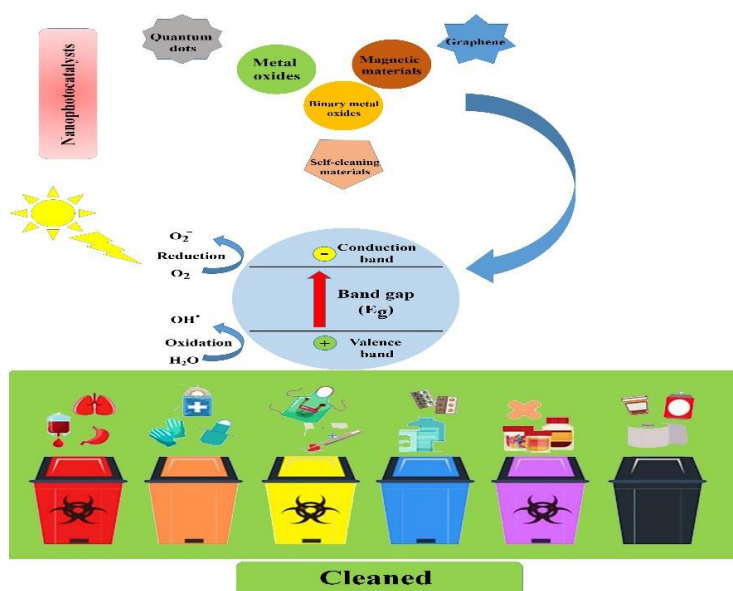 Nanophotocatalysts
Quantum
dots
Metal
oxides
Magnetic
materials
Graphene
Binary metal
oxides
Self-cleaning
materials
O₂⁻
Reduction
O₂
− Conduction
band
Band gap
(Eg)
OH•
Oxidation
H₂O
+ Valence
band
Cleaned